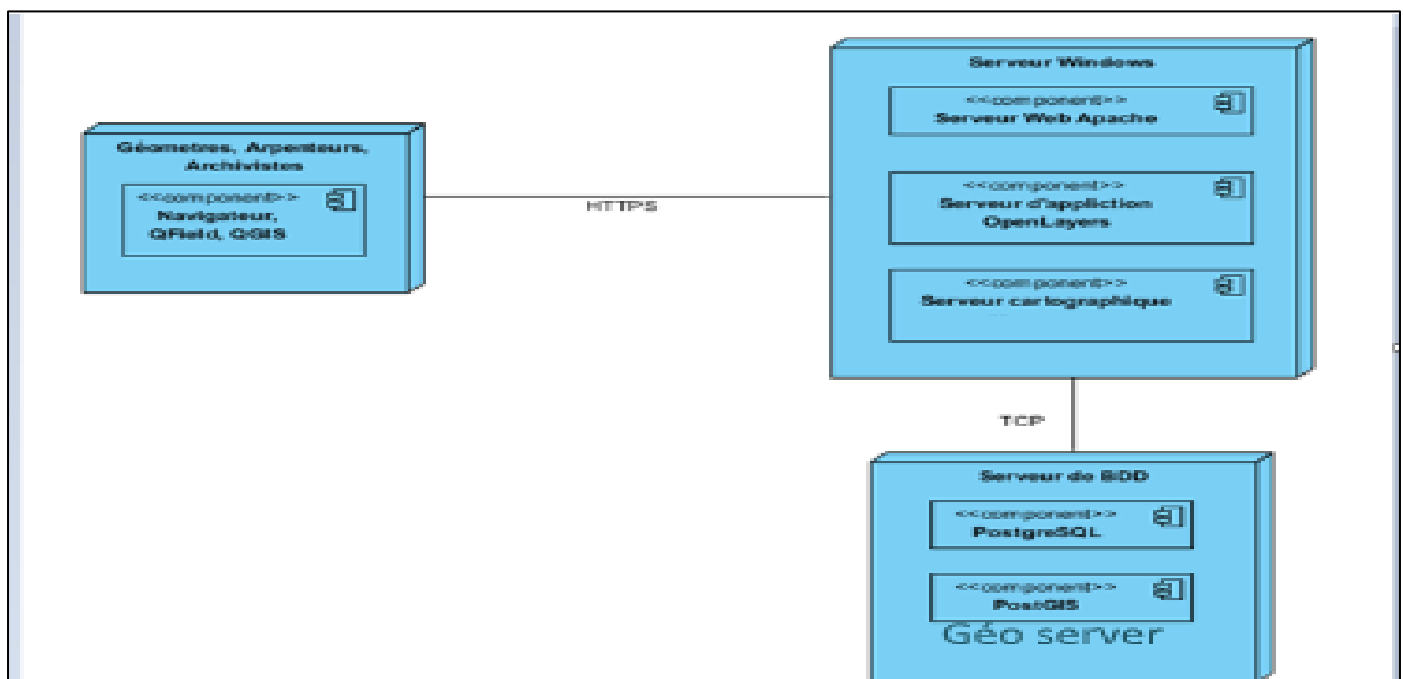 Géometres, Arpenteurs,
Archivistes
<<component>>
Navigateur,
QField, QGIS
HTTPS
Serveur Windows
<<component>>
Serveur Web Apache
<<component>>
Serveur d'appliction
OpenLayers
<<component>>
Serveur cartographique
TCP
Serveur de BDD
<<component>>
PostgreSQL
<<component>>
PostGIS
Géo server